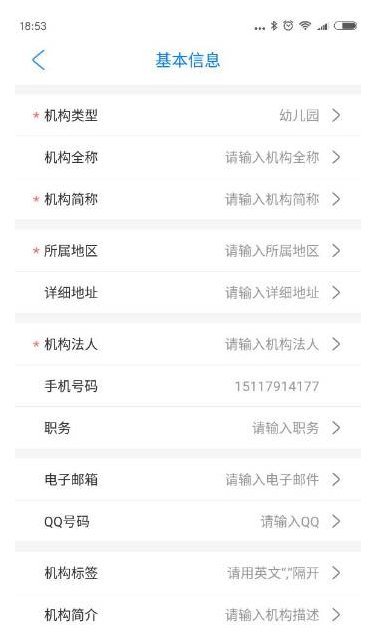 18:53
基本信息
* 机构类型 幼儿园
机构全称 请输入机构全称
* 机构简称 请输入机构简称
* 所属地区 请输入所属地区
详细地址 请输入详细地址
* 机构法人 请输入机构法人
手机号码 15117914177
职务 请输入职务
电子邮箱 请输入电子邮件
QQ号码 请输入QQ
机构标签 请用英文“,”隔开
机构简介 请输入机构描述